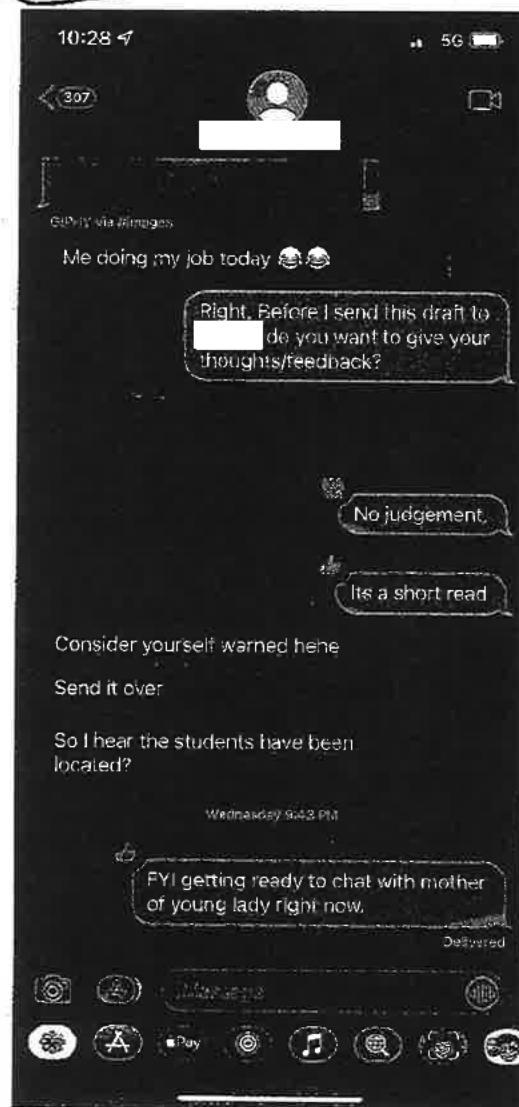 10:28
5G
307
GIPHY via #images
Me doing my job today 😂😂
Right. Before I send this draft to
do you want to give your
thoughts/feedback?
No judgement,
Its a short read
Consider yourself warned hehe
Send it over
So I hear the students have been
located?
Wednesday 9:43 PM
FYI getting ready to chat with mother
of young lady right now.
Delivered
iMessage
Pay